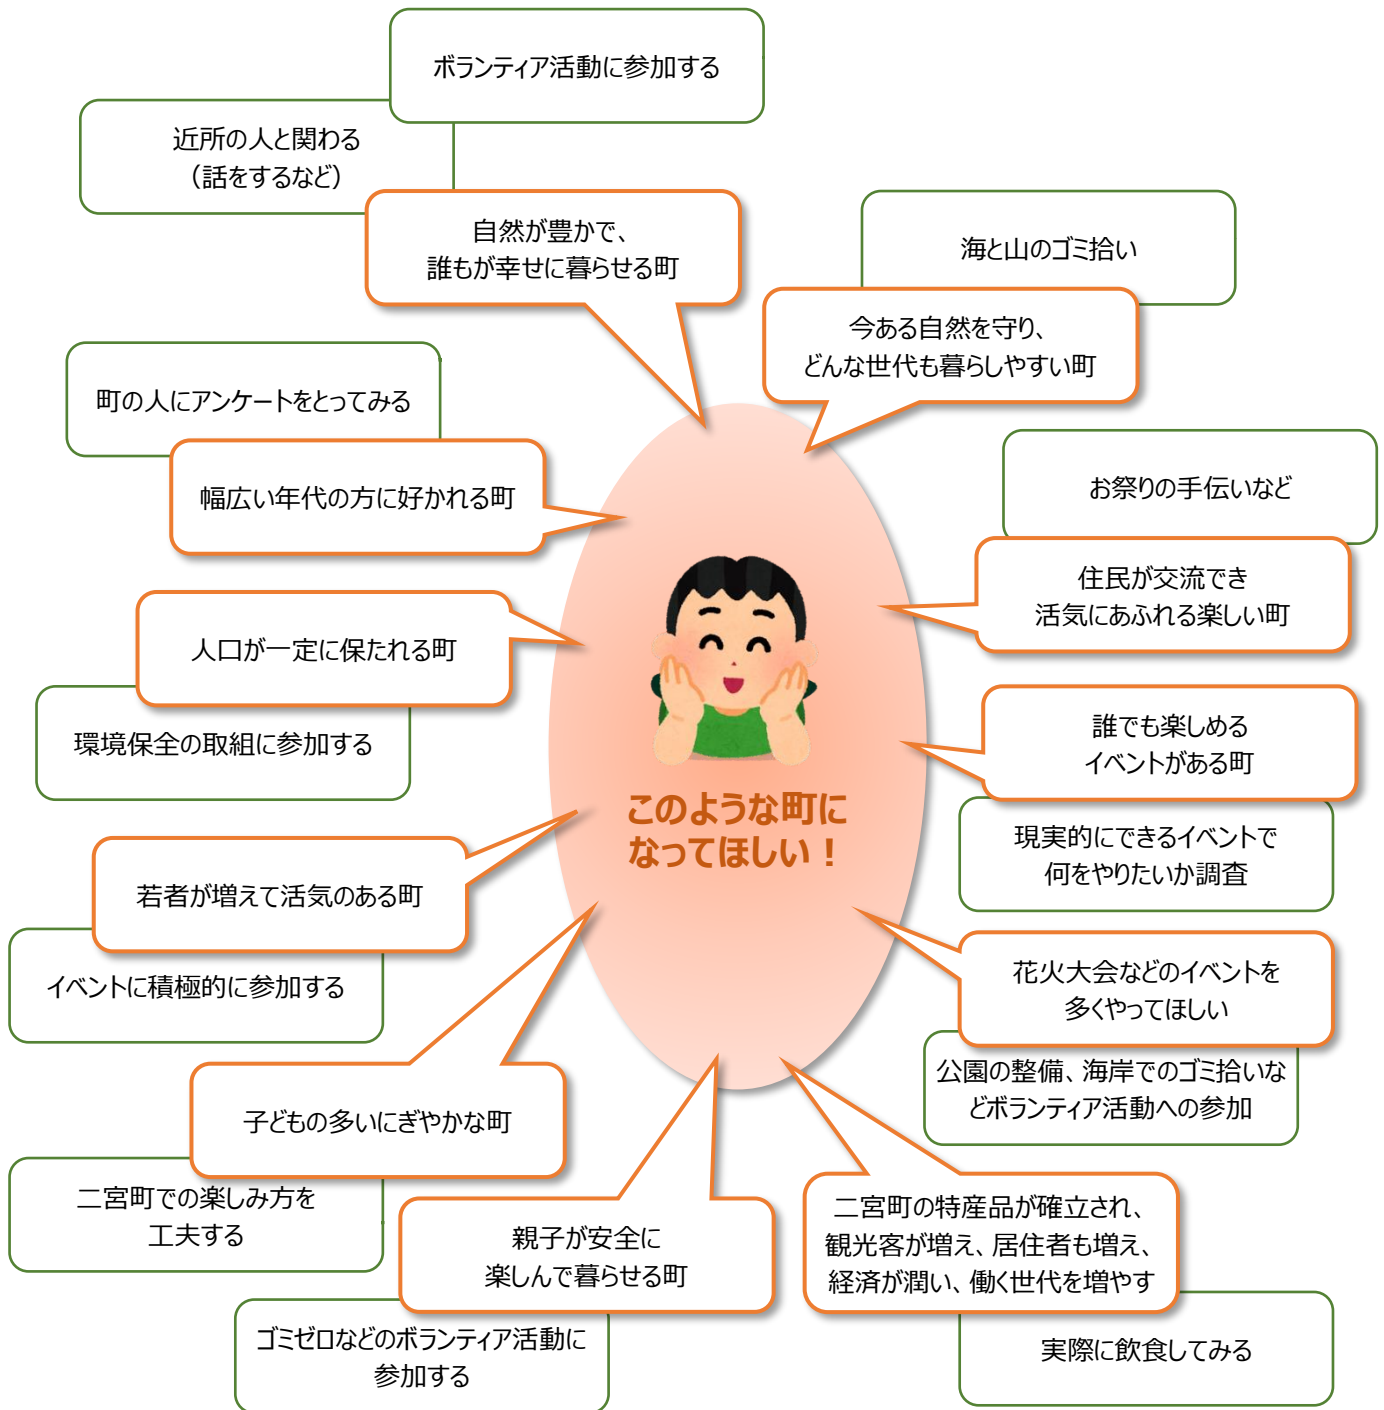 ボランティア活動に参加する
近所の人と関わる
（話をするなど）
自然が豊かで、
誰もが幸せに暮らせる町
海と山のゴミ拾い
今ある自然を守り、
どんな世代も暮らしやすい町
町の人にアンケートをとってみる
幅広い年代の方に好かれる町
お祭りの手伝いなど
住民が交流でき
活気にあふれる楽しい町
人口が一定に保たれる町
環境保全の取組に参加する
誰でも楽しめる
イベントがある町
現実的にできるイベントで
何をやりたいか調査
このような町に
なってほしい！
若者が増えて活気のある町
イベントに積極的に参加する
花火大会などのイベントを
多くやってほしい
公園の整備、海岸でのゴミ拾いな
どボランティア活動への参加
子どもの多いにぎやかな町
二宮町での楽しみ方を
工夫する
親子が安全に
楽しんで暮らせる町
ゴミゼロなどのボランティア活動に
参加する
二宮町の特産品が確立され、
観光客が増え、居住者も増え、
経済が潤い、働く世代を増やす
実際に飲食してみる